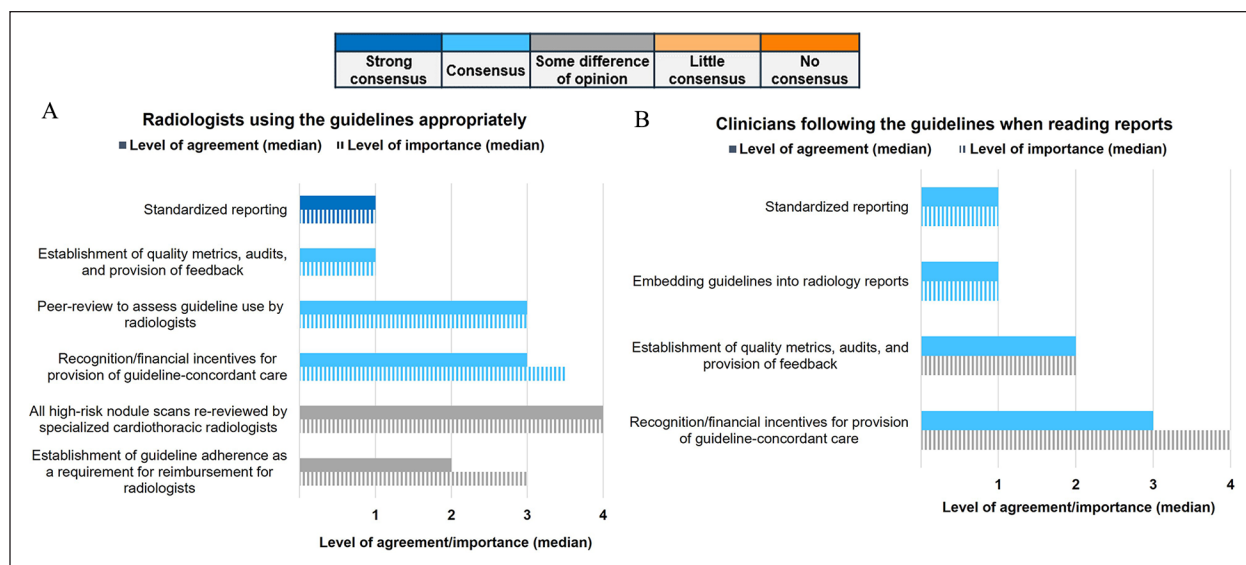 Strong consensus
Consensus
Some difference of opinion
Little consensus
No consensus
A
Radiologists using the guidelines appropriately
Level of agreement (median) Level of importance (median)
Standardized reporting
Establishment of quality metrics, audits,
and provision of feedback
Peer-review to assess guideline use by
radiologists
Recognition/financial incentives for
provision of guideline-concordant care
All high-risk nodule scans re-reviewed by
specialized cardiothoracic radiologists
Establishment of guideline adherence as
a requirement for reimbursement for
radiologists
1 2 3 4
Level of agreement/importance (median)
B
Clinicians following the guidelines when reading reports
Level of agreement (median) Level of importance (median)
Standardized reporting
Embedding guidelines into radiology reports
Establishment of quality metrics, audits, and
provision of feedback
Recognition/financial incentives for provision
of guideline-concordant care
1 2 3 4
Level of agreement/importance (median)